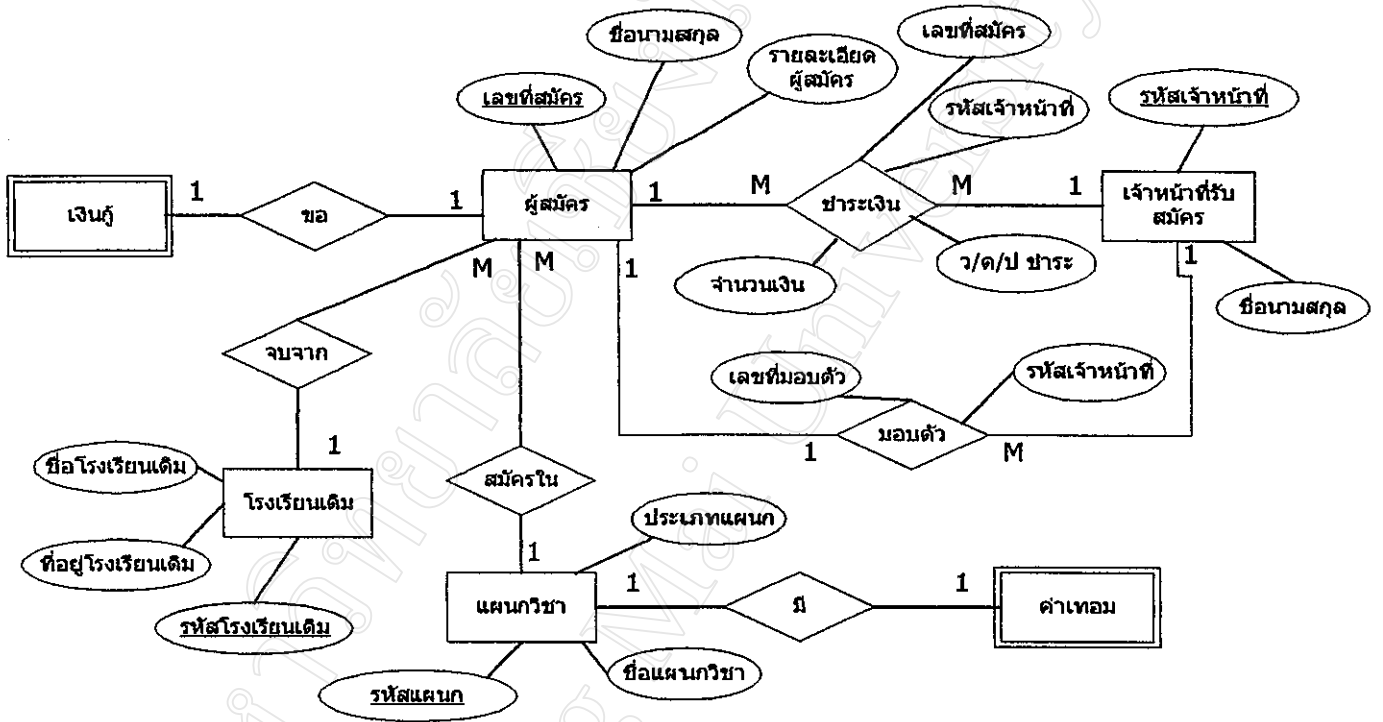 ชื่อนามสกุล
เลขที่สมัคร
รายละเอียด
ผู้สมัคร
เลขที่สมัคร
รหัสเจ้าหน้าที่
รหัสเจ้าหน้าที่
เงินกู้
1
ขอ
1
ผู้สมัคร
1
M
ชำระเงิน
M
1
เจ้าหน้าที่รับ
สมัคร
M
M
1
จำนวนเงิน
ว/ด/ป ชำระ
1
ชื่อนามสกุล
จบจาก
เลขที่มอบตัว
รหัสเจ้าหน้าที่
1
มอบตัว
M
1
ชื่อโรงเรียนเดิม
โรงเรียนเดิม
สมัครใน
ที่อยู่โรงเรียนเดิม
ประเภทแผนก
1
รหัสโรงเรียนเดิม
แผนกวิชา
1
มี
1
ค่าเทอม
รหัสแผนก
ชื่อแผนกวิชา